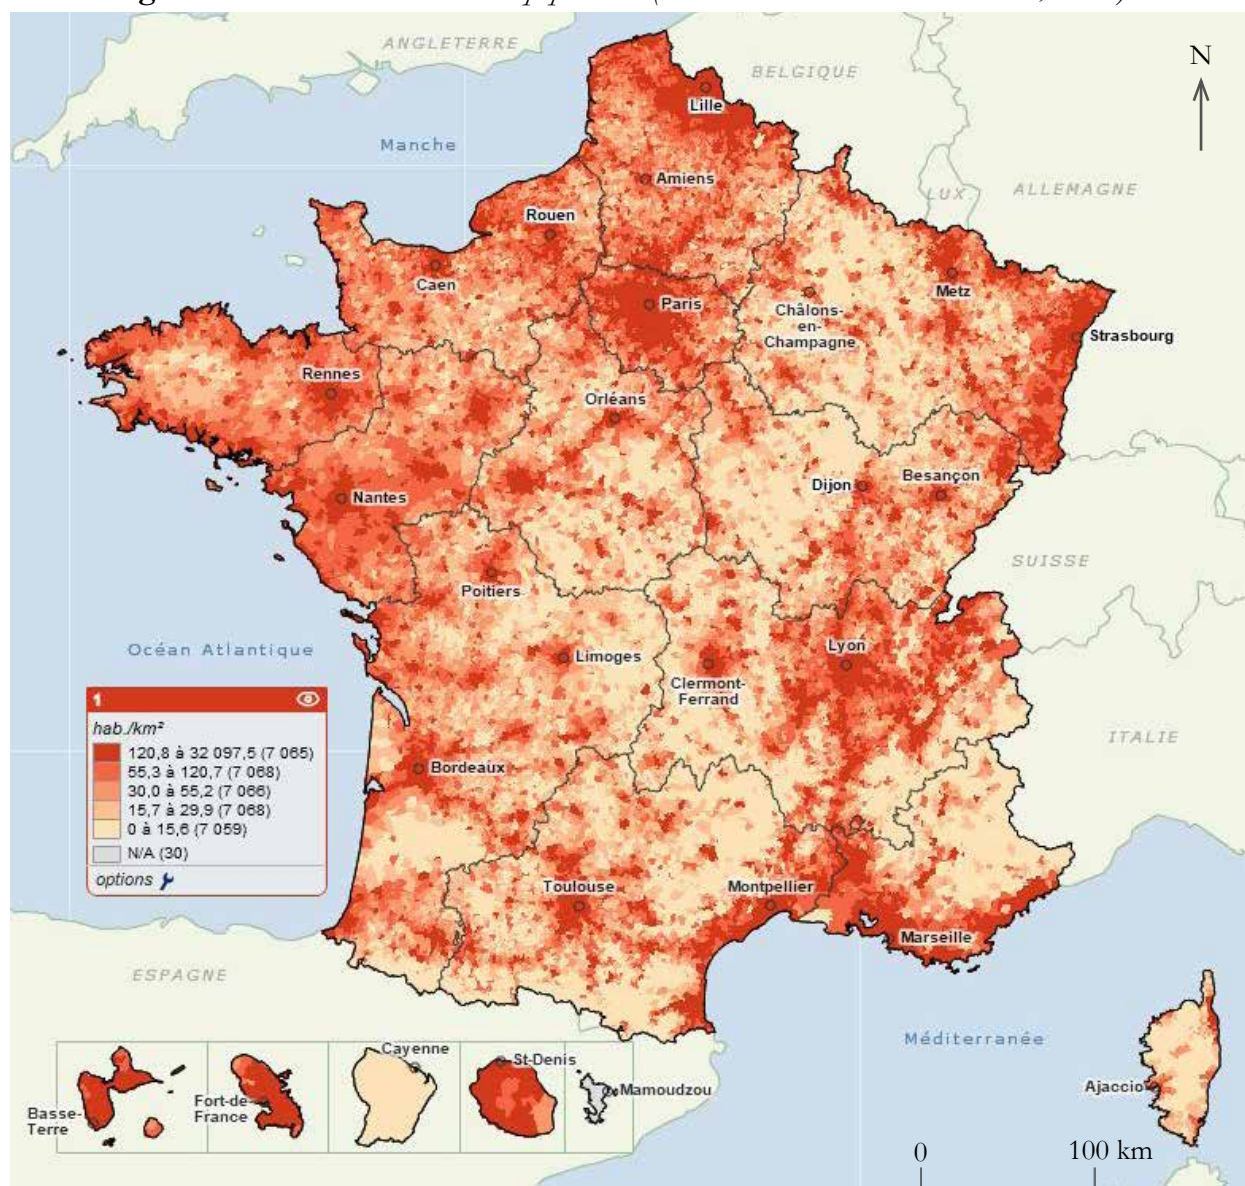 N
ANGLETERRE
BELGIQUE
Lille
Manche
Amiens
LUX
ALLEMAGNE
Rouen
Caen
Paris
Metz
Châlons-
en-
Champagne
Strasbourg
Rennes
Orléans
Nantes
Dijon
Besançon
SUISSE
Poitiers
Océan Atlantique
Limoges
Lyon
Clermont-
Ferrand
1
hab./km²
120,8 à 32 097,5 (7 065)
55,3 à 120,7 (7 068)
30,0 à 55,2 (7 066)
15,7 à 29,9 (7 068)
0 à 15,6 (7 059)
N/A (30)
options
ITALIE
Bordeaux
Toulouse
Montpellier
Marseille
ESPAGNE
Méditerranée
Ajaccio
Basse-
Terre
Fort-de-
France
Cayenne
St-Denis
Mamoudzou
0
100 km